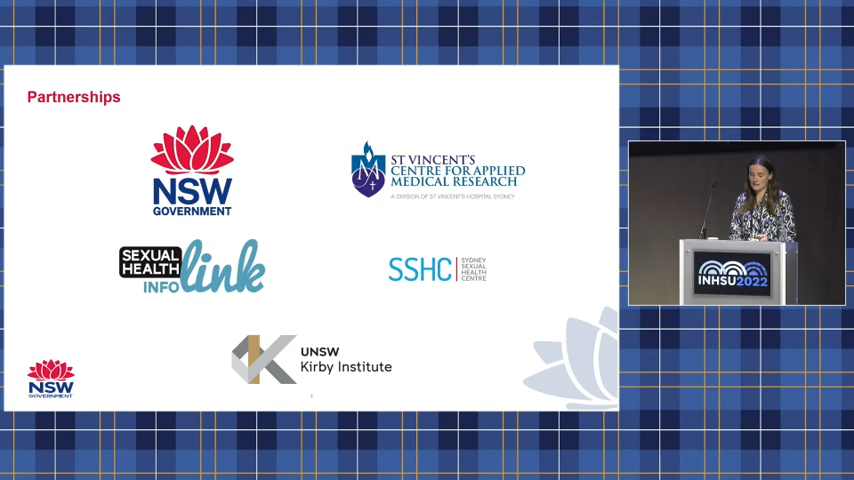 Partnerships
NSW
GOVERNMENT
ST VINCENT'S
CENTRE FOR APPLIED
MEDICAL RESEARCH
A DIVISION OF ST VINCENT'S HOSPITAL SYDNEY
SEXUAL
HEALTH
INFO link
SSHC
SYDNEY
SEXUAL
HEALTH
CENTRE
UNSW
Kirby Institute
NSW
GOVERNMENT
INHSU2022